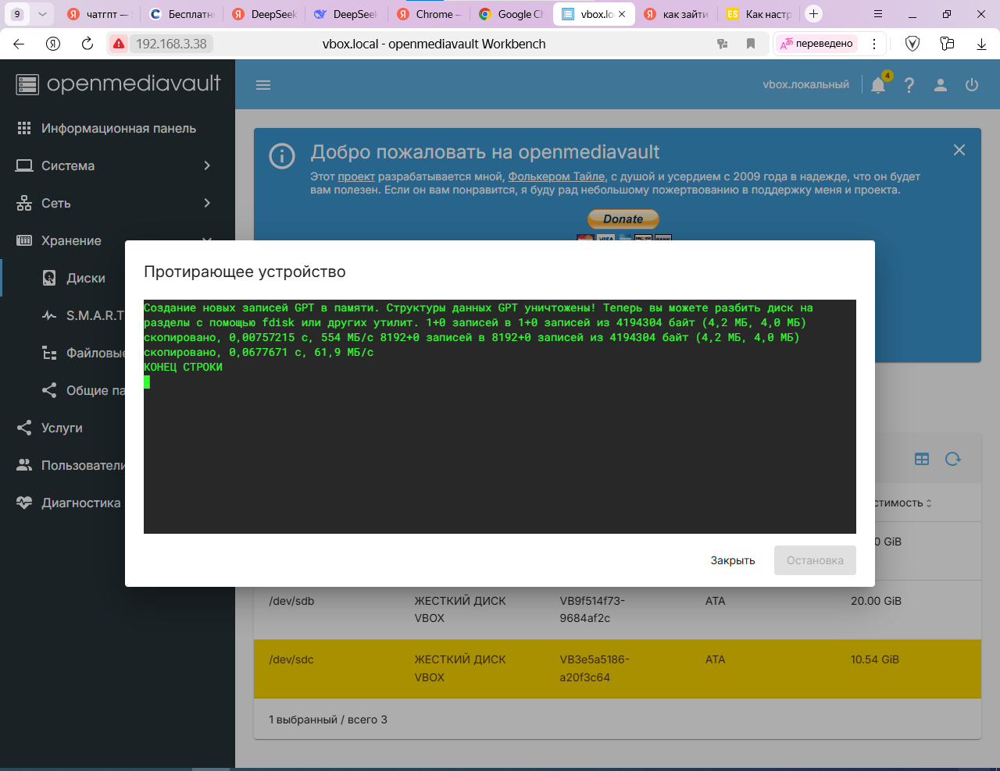 9
чатгпт —
Бесплатн
DeepSeek
DeepSeek
Chrome —
Google Ch
vbox.lo
как зайти
Как настр
192.168.3.38
vbox.local - openmediavault Workbench
переведено
openmediavault
vbox.локальный
4
Информационная панель
Система
Сеть
Хранение
Диски
S.M.A.R.T
Файловые
Общие па
Услуги
Пользователи
Диагностика
Добро пожаловать на openmediavault
Этот проект разрабатывается мной, Фолькером Тайле, с душой и усердием с 2009 года в надежде, что он будет
вам полезен. Если он вам понравится, я буду рад небольшому пожертвованию в поддержку меня и проекта.
Donate
VISA
Протирающее устройство
Создание новых записей GPT в памяти. Структуры данных GPT уничтожены! Теперь вы можете разбить диск на
разделы с помощью fdisk или других утилит. 1+0 записей в 1+0 записей из 4194304 байт (4,2 МБ, 4,0 МБ)
скопировано, 0,00757215 с, 554 МБ/с 8192+0 записей в 8192+0 записей из 4194304 байт (4,2 МБ, 4,0 МБ)
скопировано, 0,0677671 с, 61,9 МБ/с
КОНЕЦ СТРОКИ
Закрыть
Остановка
стимость
0 GiB
/dev/sdb
ЖЕСТКИЙ ДИСК
VBOX
VB9f514f73-
9684af2c
ATA
20.00 GiB
/dev/sdc
ЖЕСТКИЙ ДИСК
VBOX
VB3e5a5186-
a20f3c64
ATA
10.54 GiB
1 выбранный / всего 3